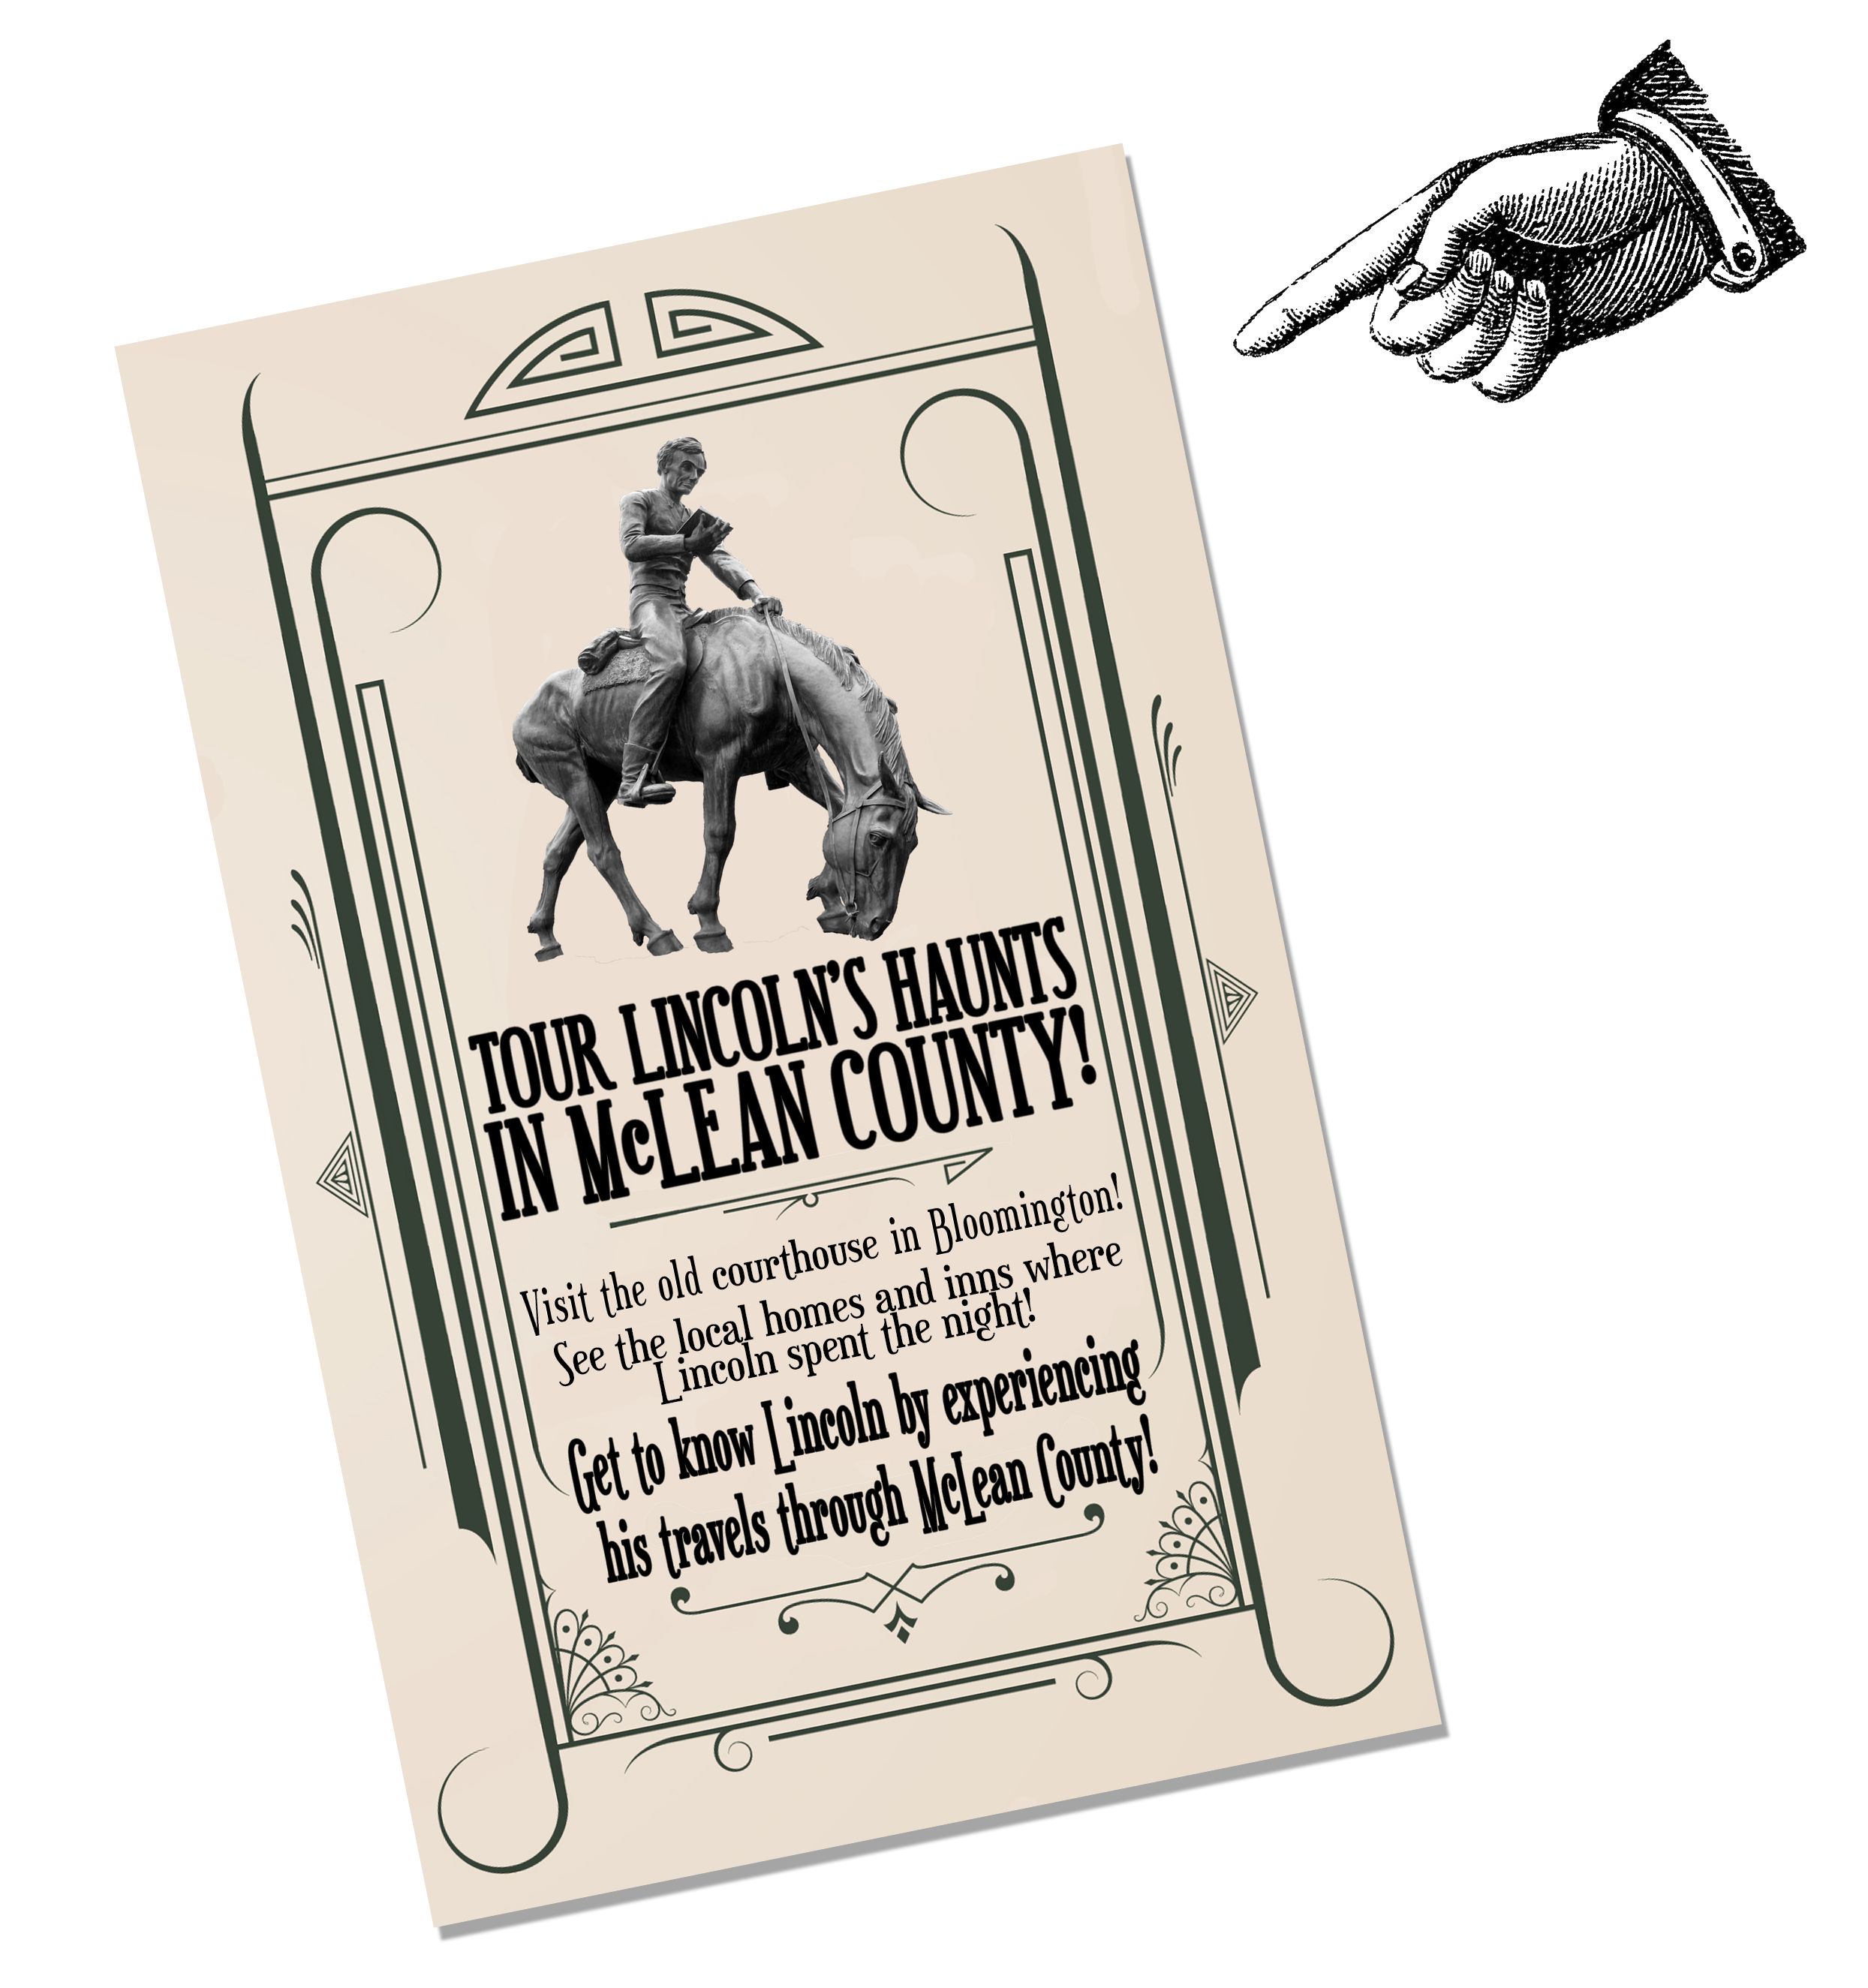 TOUR LINCOLN'S HAUNTS
IN McLEAN COUNTY!
Visit the old courthouse in Bloomington!
See the local homes and inns where
Lincoln spent the night!
Get to know Lincoln by experiencing
his travels through McLean County!